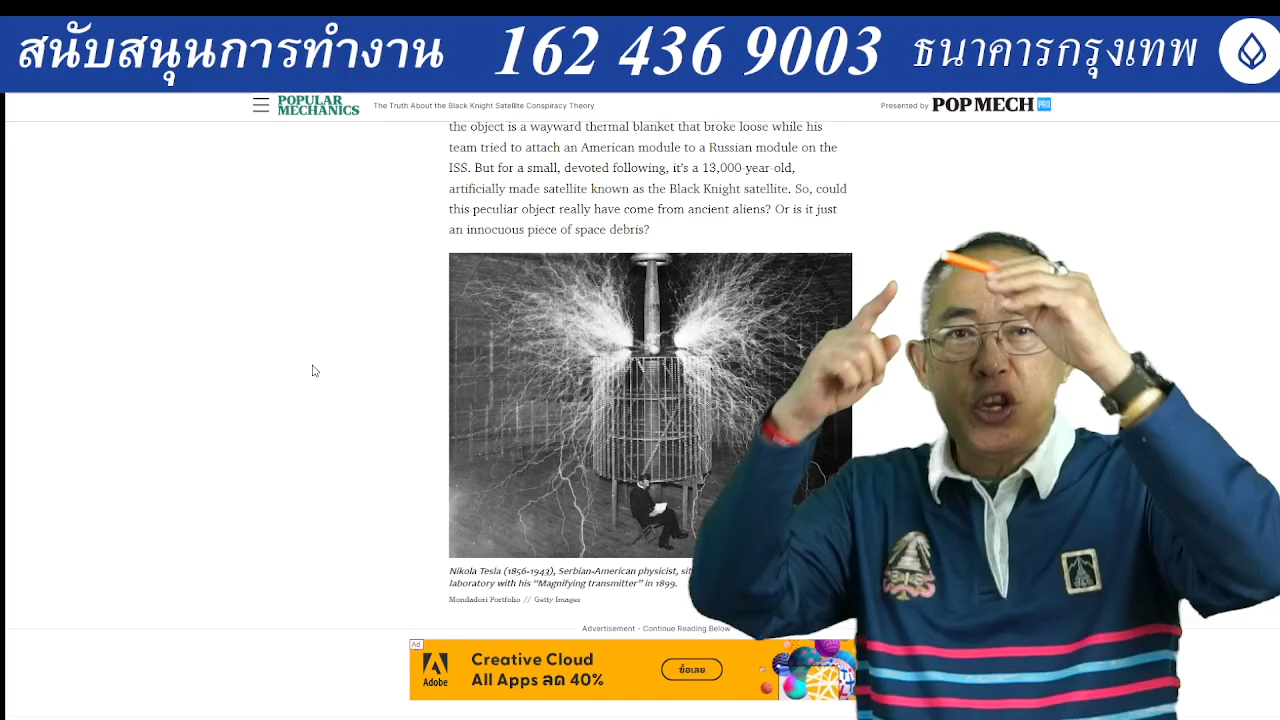 สนับสนุนการทำงาน 162 436 9003 ธนาคารกรุงเทพ
POPULAR
MECHANICS
The Truth About the Black Knight Satellite Conspiracy Theory
Presented by POP MECH PRO
the object is a wayward thermal blanket that broke loose while his
team tried to attach an American module to a Russian module on the
ISS. But for a small, devoted following, it's a 13,000-year-old,
artificially made satellite known as the Black Knight satellite. So, could
this peculiar object really have come from ancient aliens? Or is it just
an innocuous piece of space debris?
Nikola Tesla (1856-1943), Serbian-American physicist,
laboratory with his "Magnifying transmitter" in 1899.
Mondadori Portfolio // Getty Images
Advertisement - Continue Reading Below
Ad
Adobe
Creative Cloud
All Apps ลด 40%
ซื้อเลย